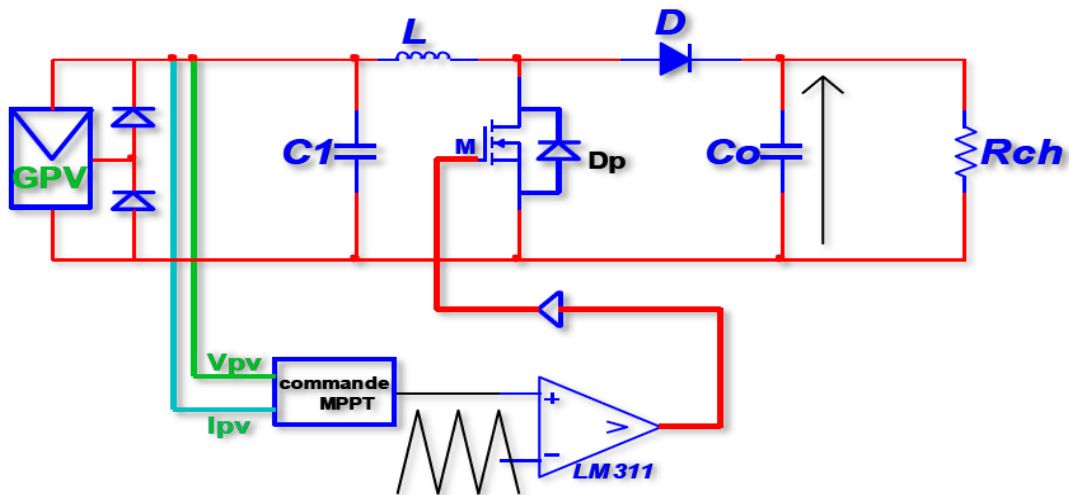 D
L
M
C1
Dp
Co
Rch
GPV
Vpv
commande
MPPT
Ipv
+
>
−
LM311